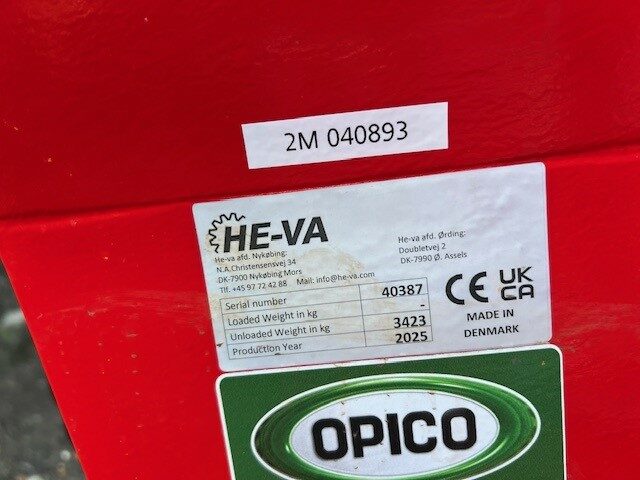 2M 040893
HE-VA
He-va afd. Nykøbing:
N.A.Christensensvej 34
DK-7900 Nykøbing Mors
Tlf. +45 97 72 42 88 Mail: info@he-va.com
He-va afd. Ørding:
Doubletvej 2
DK-7990 Ø. Assels
Serial number 40387
Loaded Weight in kg -
Unloaded Weight in kg 3423
Production Year 2025
CE UK CA
MADE IN
DENMARK
OPICO